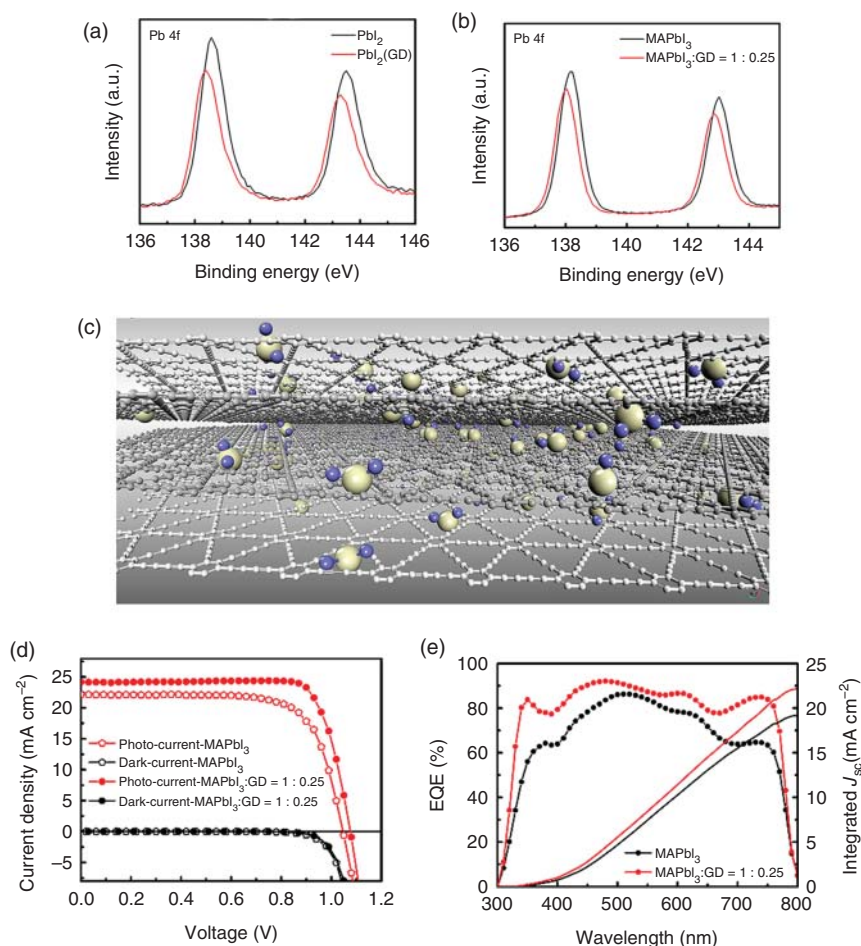 (a)
Pb 4f
PbI₂
PbI₂(GD)
Intensity (a.u.)
136 138 140 142 144 146
Binding energy (eV)
(b)
Pb 4f
MAPbI₃
MAPbI₃:GD = 1 : 0.25
Intensity (a.u.)
136 138 140 142 144
Binding energy (eV)
(c)
(d)
25
20
15
10
5
0
−5
Current density (mA cm⁻²)
Photo-current-MAPbI₃
Dark-current-MAPbI₃
Photo-current-MAPbI₃:GD = 1 : 0.25
Dark-current-MAPbI₃:GD = 1 : 0.25
0.0 0.2 0.4 0.6 0.8 1.0 1.2
Voltage (V)
(e)
100
80
60
40
20
0
EQE (%)
25
20
15
10
5
0
Integrated Jsc(mA cm⁻²)
MAPbI₃
MAPbI₃:GD = 1 : 0.25
300 400 500 600 700 800
Wavelength (nm)